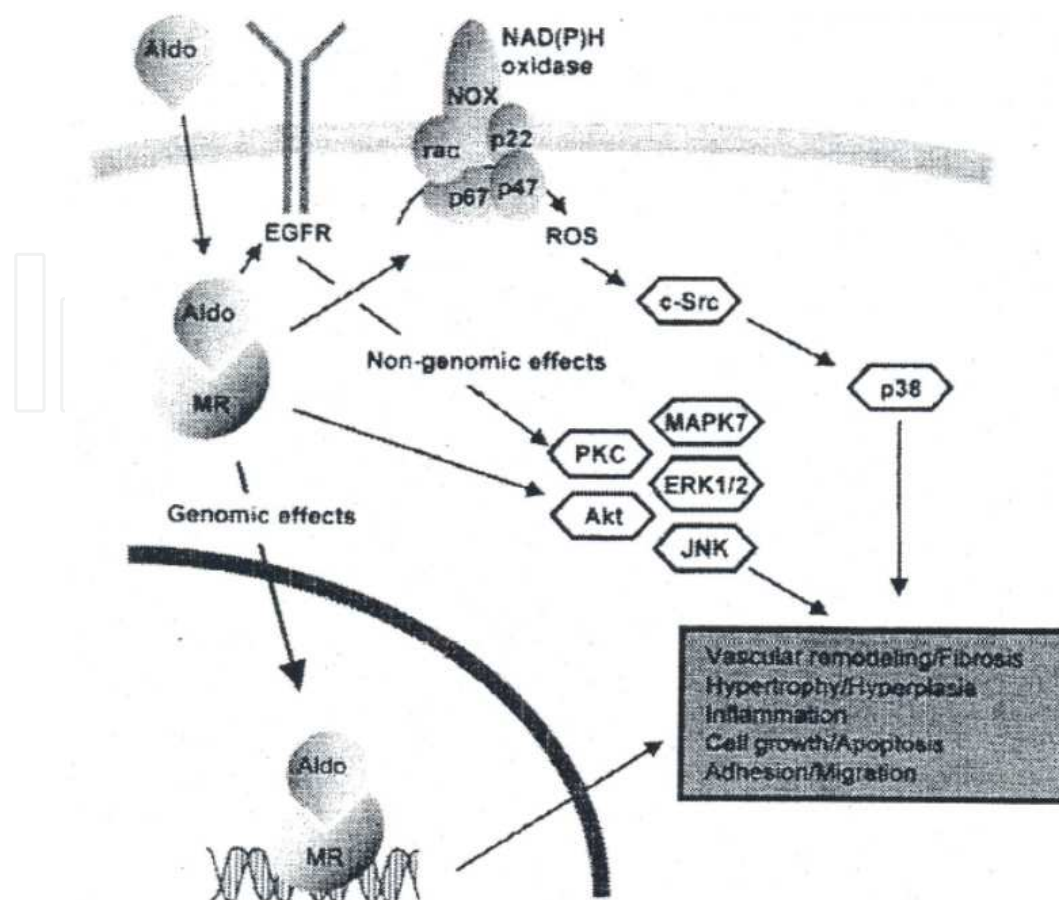 Aldo
NAD(P)H
oxidase
NOX
rac
p22
p67
p47
EGFR
ROS
Aldo
MR
c-Src
Non-genomic effects
p38
MAPK7
PKC
ERK1/2
Akt
JNK
Genomic effects
Vascular remodeling/Fibrosis
Hypertrophy/Hyperplasia
Inflammation
Cell growth/Apoptosis
Adhesion/Migration
Aldo
MR